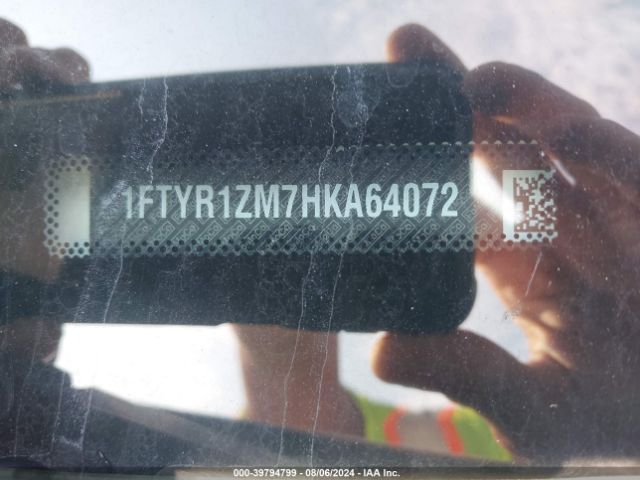 1FTYR1ZM7HKA64072
000-39794799 - 08/06/2024 - IAA Inc.